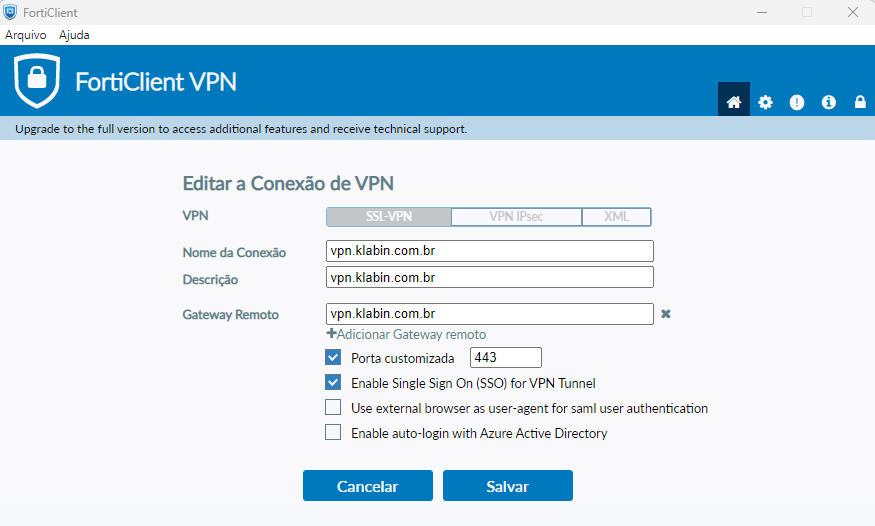 FortiClient
Arquivo Ajuda
FortiClient VPN
Upgrade to the full version to access additional features and receive technical support.
Editar a Conexão de VPN
VPN SSL-VPN VPN IPsec XML
Nome da Conexão vpn.klabin.com.br
Descrição vpn.klabin.com.br
Gateway Remoto vpn.klabin.com.br
Adicionar Gateway remoto
Porta customizada 443
Enable Single Sign On (SSO) for VPN Tunnel
Use external browser as user-agent for saml user authentication
Enable auto-login with Azure Active Directory
Cancelar Salvar